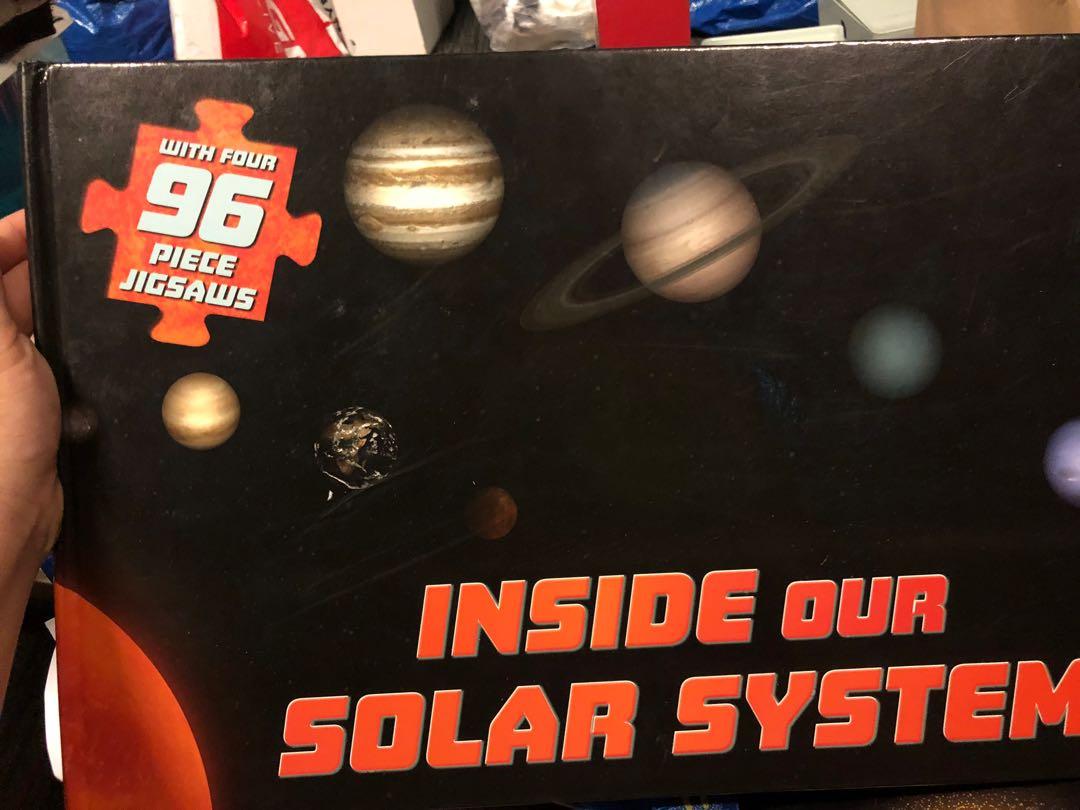 WITH FOUR
96
PIECE
JIGSAWS
INSIDE OUR
SOLAR SYSTEM